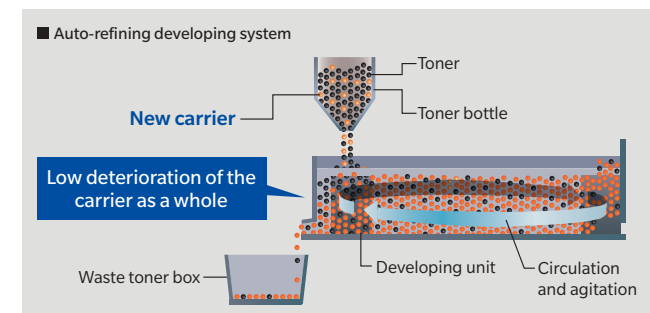 ■ Auto-refining developing system
Toner
New carrier
Toner bottle
Low deterioration of the
carrier as a whole
Waste toner box
Developing unit
Circulation
and agitation